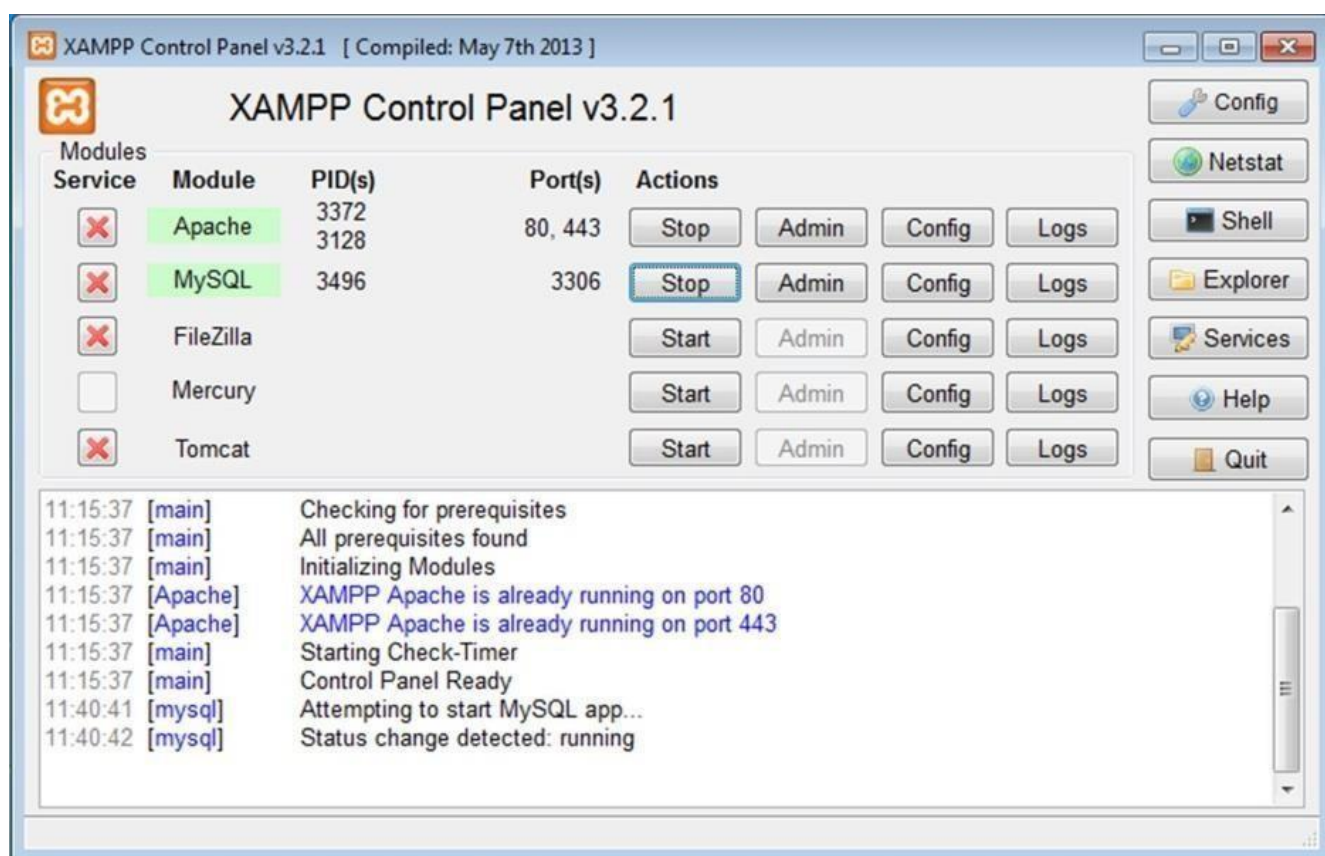 XAMPP Control Panel v3.2.1 [ Compiled: May 7th 2013 ]
XAMPP Control Panel v3.2.1
Config
Modules
Netstat
Service Module PID(s) Port(s) Actions
Apache 3372 3128 80, 443 Stop Admin Config Logs
Shell
MySQL 3496 3306 Stop Admin Config Logs
Explorer
FileZilla Start Admin Config Logs
Services
Mercury Start Admin Config Logs
Help
Tomcat Start Admin Config Logs
Quit
11:15:37 [main] Checking for prerequisites
11:15:37 [main] All prerequisites found
11:15:37 [main] Initializing Modules
11:15:37 [Apache] XAMPP Apache is already running on port 80
11:15:37 [Apache] XAMPP Apache is already running on port 443
11:15:37 [main] Starting Check-Timer
11:15:37 [main] Control Panel Ready
11:40:41 [mysql] Attempting to start MySQL app...
11:40:42 [mysql] Status change detected: running